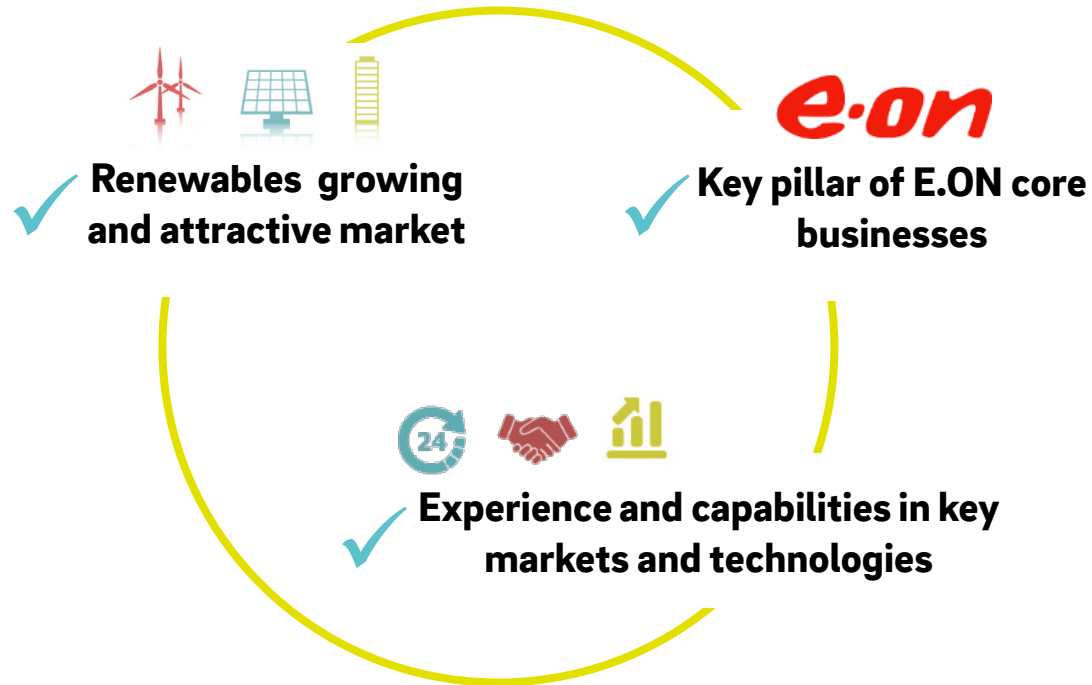 e·on
Renewables growing
and attractive market
Key pillar of E.ON core
businesses
24
Experience and capabilities in key
markets and technologies